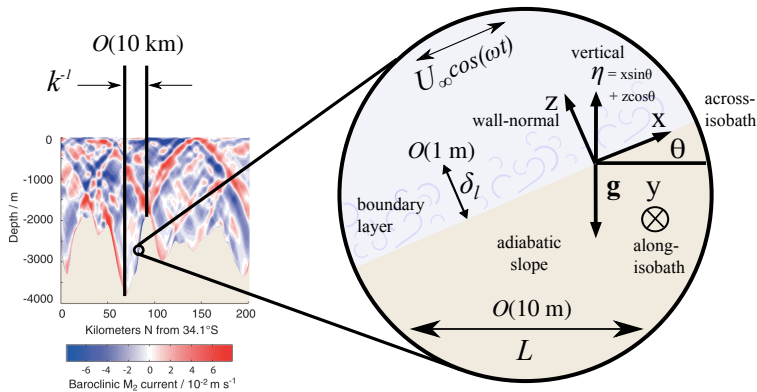 O(10 km)
k⁻¹
0
-1000
-2000
-3000
-4000
Depth / m
0 50 100 150 200
Kilometers N from 34.1°S
-6 -4 -2 0 2 4 6
Baroclinic M₂ current / 10⁻² m s⁻¹
U∞cos(ωt)
vertical
η = xsinθ
+ zcosθ
across-
isobath
z
x
wall-normal
θ
O(1 m)
δₗ
g
y
boundary
layer
adiabatic
slope
along-
isobath
O(10 m)
L